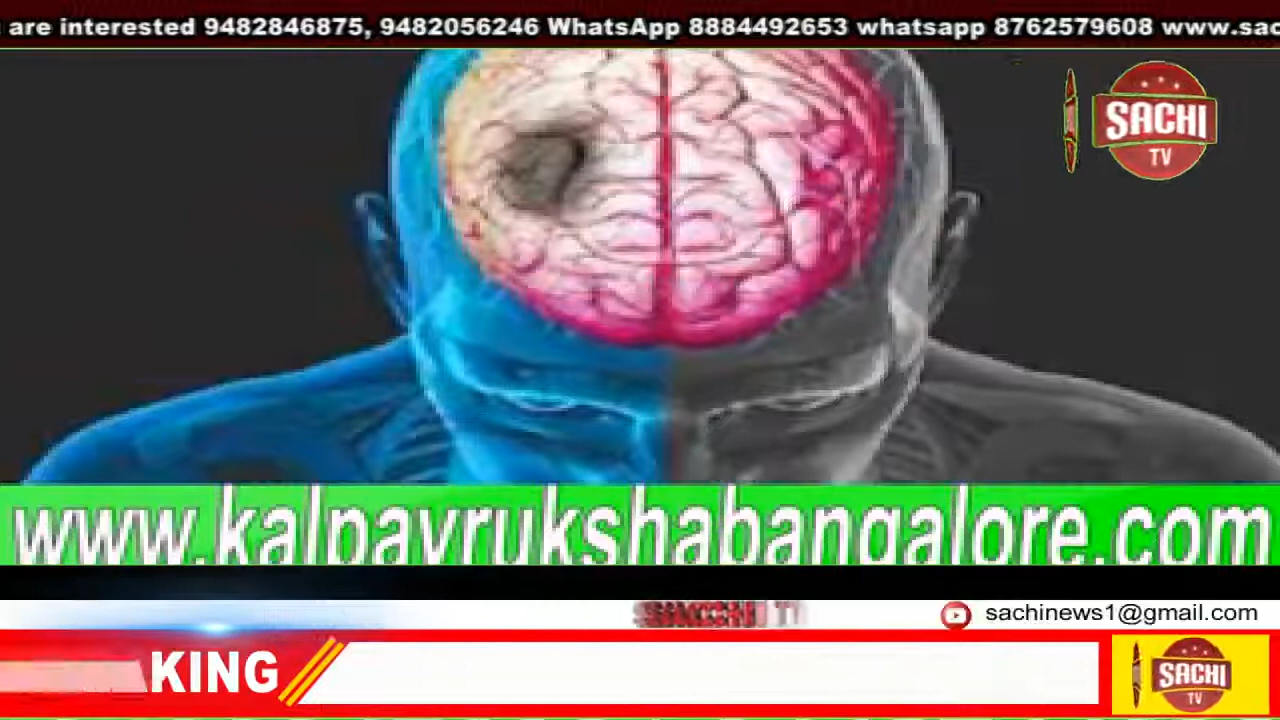 are interested 9482846875, 9482056246 WhatsApp 8884492653 whatsapp 8762579608 www.sac
SACHI
TV
www.kalpavrukshabangalore.com
sachinews1@gmail.com
KING
SACHI
TV